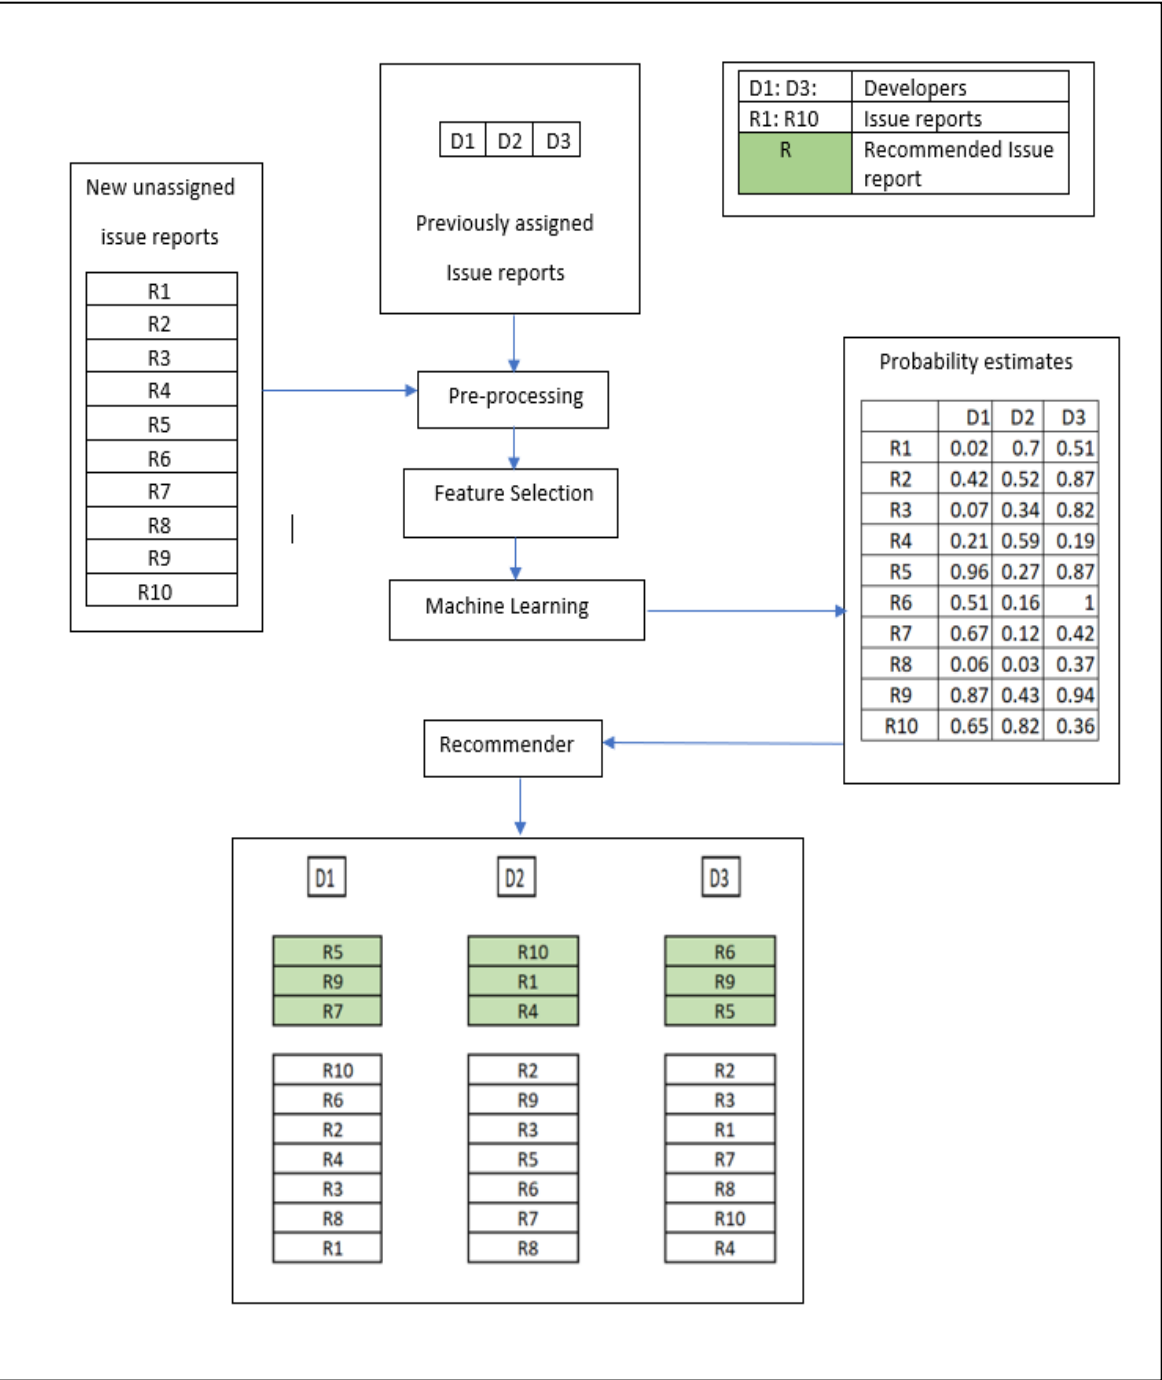 D1 D2 D3
Previously assigned
Issue reports
D1: D3: Developers
R1: R10 Issue reports
R Recommended Issue
report
New unassigned
issue reports
R1
R2
R3
R4
R5
R6
R7
R8
R9
R10
Pre-processing
Feature Selection
Machine Learning
Probability estimates
D1 D2 D3
R1 0.02 0.7 0.51
R2 0.42 0.52 0.87
R3 0.07 0.34 0.82
R4 0.21 0.59 0.19
R5 0.96 0.27 0.87
R6 0.51 0.16 1
R7 0.67 0.12 0.42
R8 0.06 0.03 0.37
R9 0.87 0.43 0.94
R10 0.65 0.82 0.36
Recommender
D1 D2 D3
R5 R10 R6
R9 R1 R9
R7 R4 R5
R10 R2 R2
R6 R9 R3
R2 R3 R1
R4 R5 R7
R3 R6 R8
R8 R7 R10
R1 R8 R4